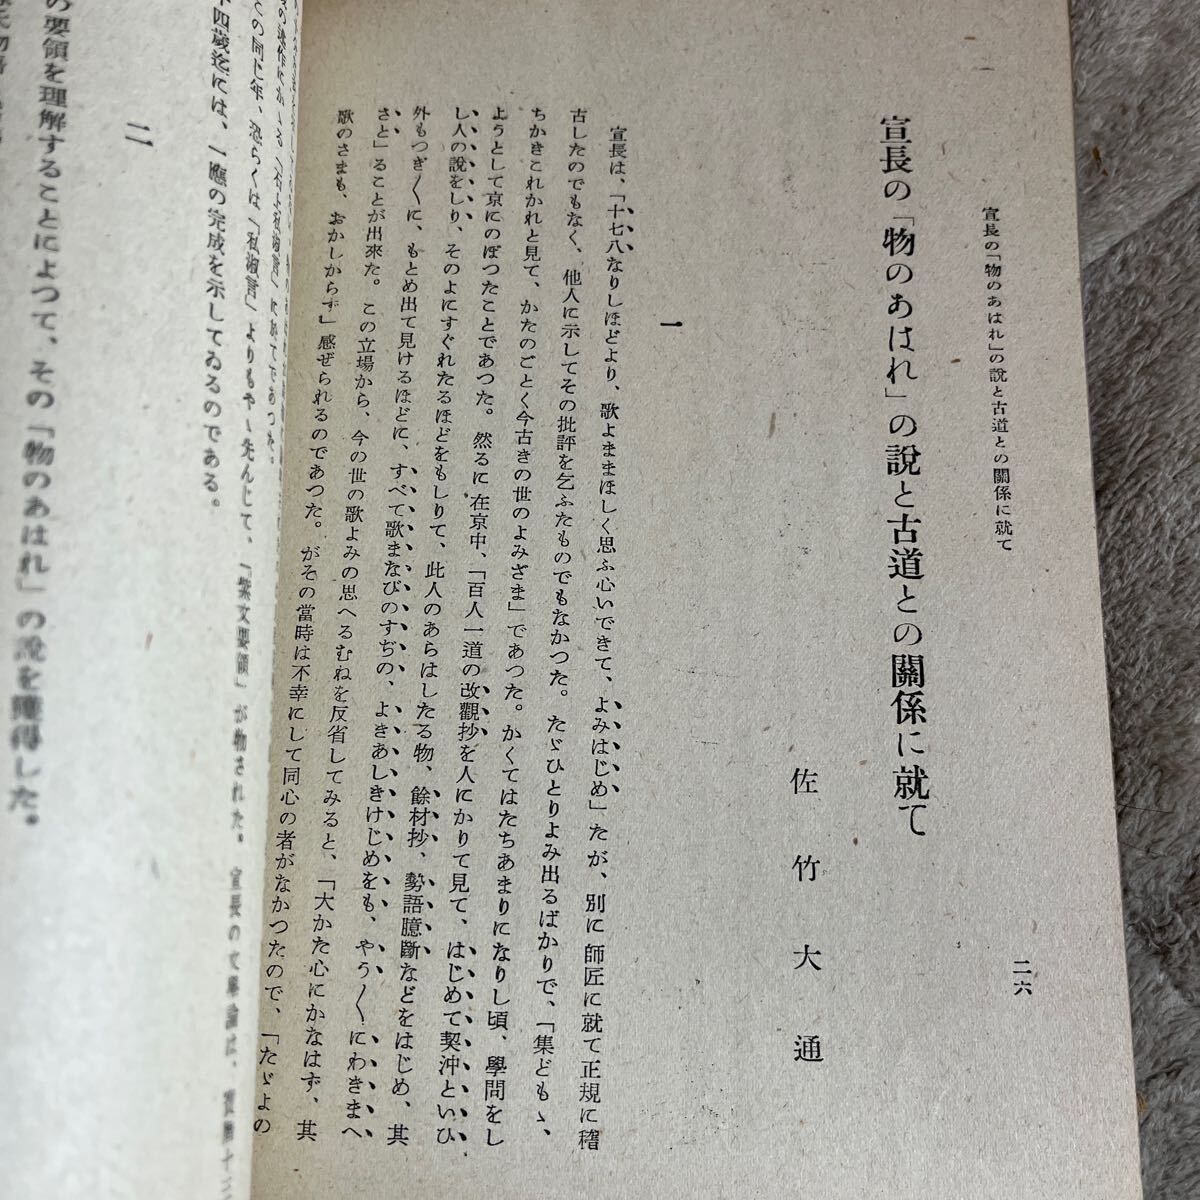 宣長の「物のあはれ」の說と古道との關係に就て
二六
宣長の「物のあはれ」の說と古道との關係に就て
佐竹大通
一
宣長は、「十七八なりしほどより、歌よままほしく思ふ心いできて、よみはじめ」たが、別に師匠に就て正規に稽
古したのでもなく、他人に示してその批評を乞ふたものでもなかつた。たゞひとりよみ出るばかりで、「集どもゝ、
ちかきこれかれと見て、かたのごとく今古きの世のよみざま」であつた。かくてはたちあまりになりし頃、學問をし
ようとして京にのぼつたことであつた。然るに在京中、「百人一道の改觀抄を人にかりて見て、はじめて契沖といひ
し人の說をしり、そのよにすぐれたるほどをもしりて、此人のあらはしたる物、餘材抄、勢語臆斷などをはじめ、其
外もつぎ〳〵に、もとめ出て見けるほどに、すべて歌まなびのすぢの、よきあしきけじめをも、やう〳〵にわきまへ
さと」ることが出來た。この立場から、今の世の歌よみの思へるむねを反省してみると、「大かた心にかなはず、其
歌のさまも、おかしからず」感ぜられるのであつた。がその當時は不幸にして同心の者がなかつたので、「たゞよの
この同七年、恐らくは「私淑言」よりもやゝ先んじて、「紫文要領」が物された。宣長の文學論は、
十四歲迄には、一應の完成を示してゐるのである。
二
の要領を理解することによつて、その「物のあはれ」の說を獲得した。